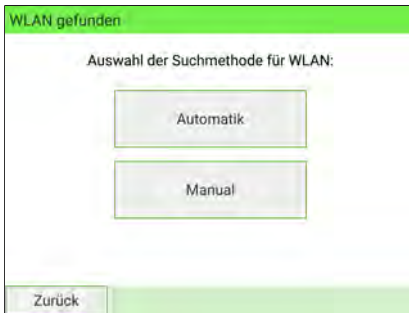 WLAN gefunden
Auswahl der Suchmethode für WLAN:
Automatik
Manual
Zurück